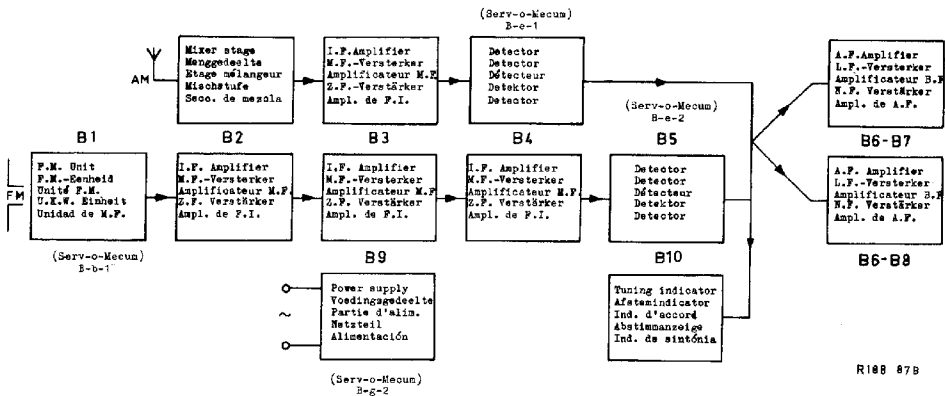 (Serv-o-Mecum)
B-e-1
AM
Mixer stage
Menggedeelte
Etage mélangeur
Mischstufe
Secc. de mezcla
I.F.Amplifier
M.F.-Versterker
Amplificateur M.F.
Z.F.-Verstärker
Ampl. de F.I.
Detector
Detector
Détecteur
Detektor
Detector
(Serv-o-Mecum)
B-e-2
A.F.Amplifier
L.F.-Versterker
Amplificateur B.F
N.F. Verstärker
Ampl. de A.F.
B1
B2
B3
B4
B5
B6-B7
FM
F.M. Unit
F.M.-Eenheid
Unité F.M.
U.K.W. Einheit
Unidad de M.F.
I.F. Amplifier
M.F.-Versterker
Amplificateur M.F.
Z.F. Verstärker
Ampl. de F.I.
I.F. Amplifier
M.F.-Versterker
Amplificateur M.F.
Z.F. Verstärker
Ampl. de F.I.
I.F. Amplifier
M.F.-Versterker
Amplificateur M.F.
Z.F. Verstärker
Ampl. de F.I.
Detector
Detector
Détecteur
Detektor
Detector
A.F. Amplifier
L.F.-Versterker
Amplificateur B.F
N.F. Verstärker
Ampl. de A.F.
(Serv-o-Mecum)
B-b-1
B9
B10
B6-B8
~
Power supply
Voedingsgedeelte
Partie d'alim.
Netzteil
Alimentación
Tuning indicator
Afstemindicator
Ind. d'accord
Abstimmanzeige
Ind. de sintónia
(Serv-o-Mecum)
B-g-2
R188 87B